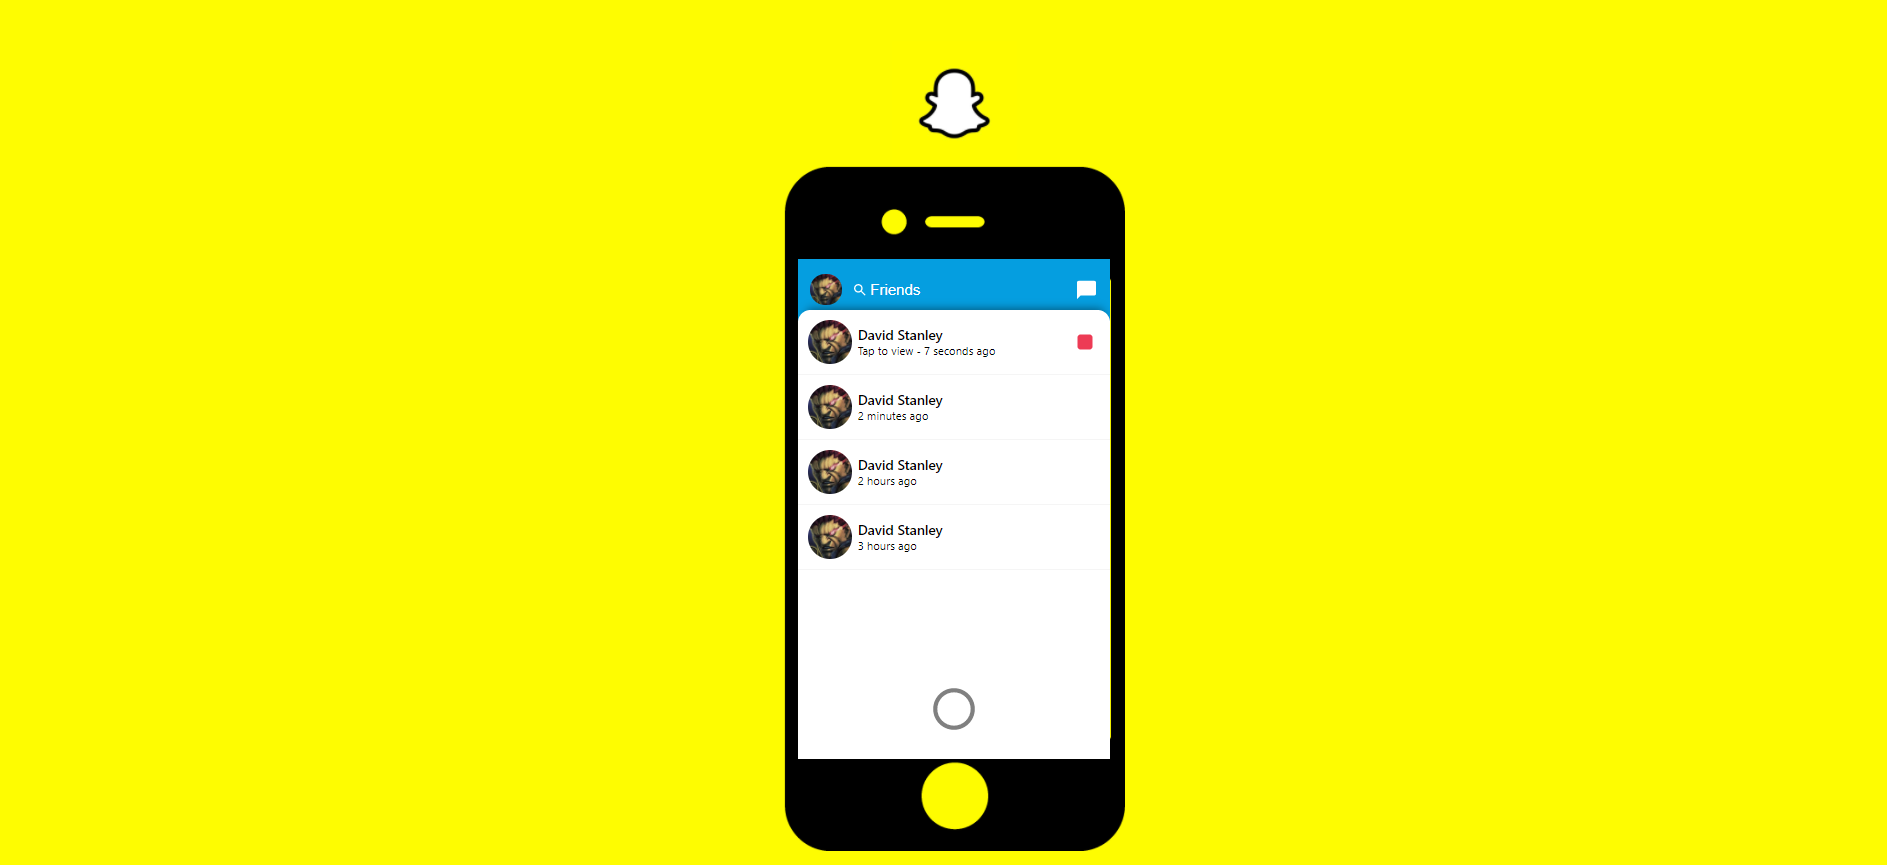 Friends
David Stanley
Tap to view - 7 seconds ago
David Stanley
2 minutes ago
David Stanley
2 hours ago
David Stanley
3 hours ago